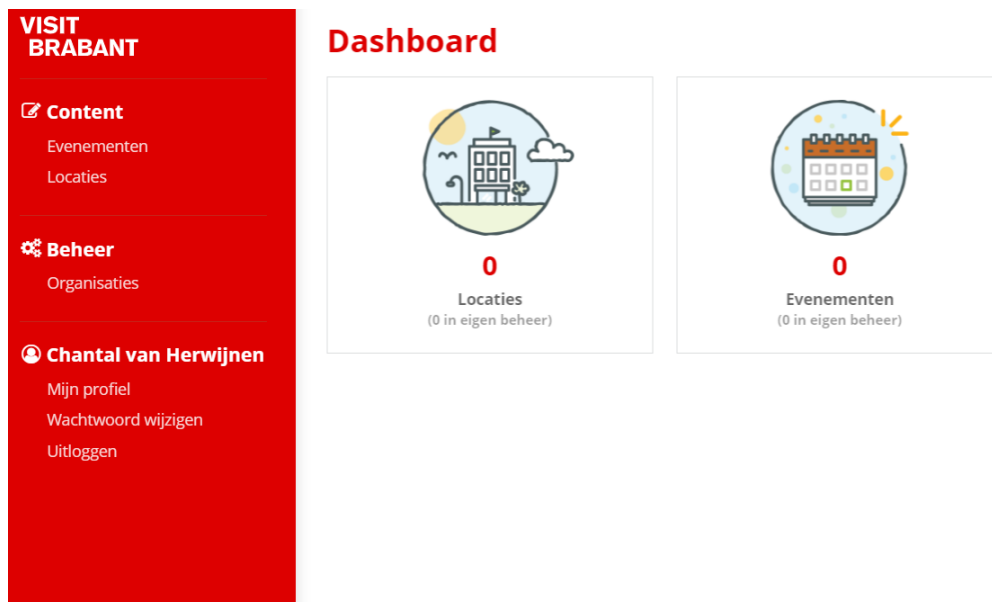 VISIT
BRABANT
Content
Evenementen
Locaties
Beheer
Organisaties
Chantal van Herwijnen
Mijn profiel
Wachtwoord wijzigen
Uitloggen
Dashboard
0
Locaties
(0 in eigen beheer)
0
Evenementen
(0 in eigen beheer)